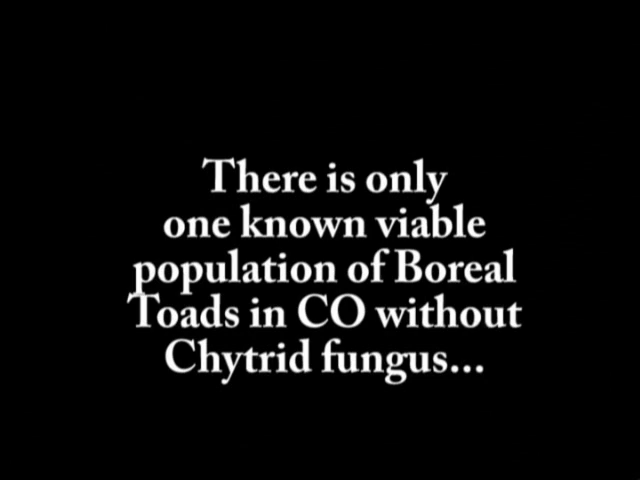 There is only
one known viable
population of Boreal
Toads in CO without
Chytrid fungus...